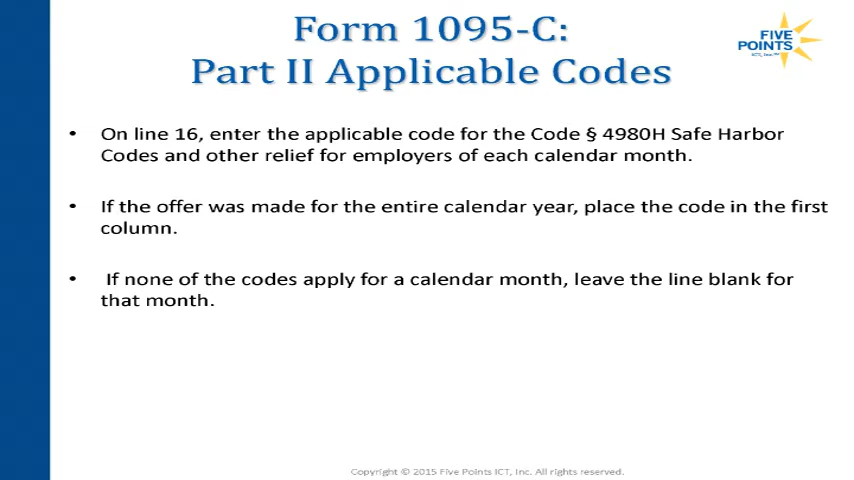 Form 1095-C:
Part II Applicable Codes
FIVE
POINTS
ICT, Inc.™
• On line 16, enter the applicable code for the Code § 4980H Safe Harbor
Codes and other relief for employers of each calendar month.
• If the offer was made for the entire calendar year, place the code in the first
column.
• If none of the codes apply for a calendar month, leave the line blank for
that month.
Copyright © 2015 Five Points ICT, Inc. All rights reserved.